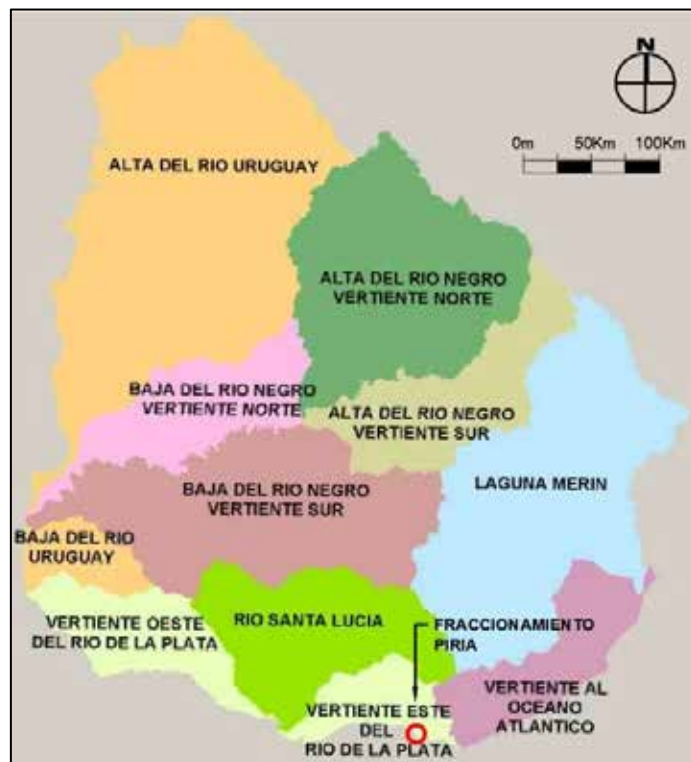 N
0m 50Km 100Km
ALTA DEL RIO URUGUAY
ALTA DEL RIO NEGRO
VERTIENTE NORTE
BAJA DEL RIO NEGRO
VERTIENTE NORTE
ALTA DEL RIO NEGRO
VERTIENTE SUR
BAJA DEL RIO NEGRO
VERTIENTE SUR
LAGUNA MERIN
BAJA DEL RIO
URUGUAY
VERTIENTE OESTE
DEL RIO DE LA PLATA
RIO SANTA LUCIA
FRACCIONAMIENTO
PIRIA
VERTIENTE AL
OCEANO
ATLANTICO
VERTIENTE ESTE
DEL
RIO DE LA PLATA